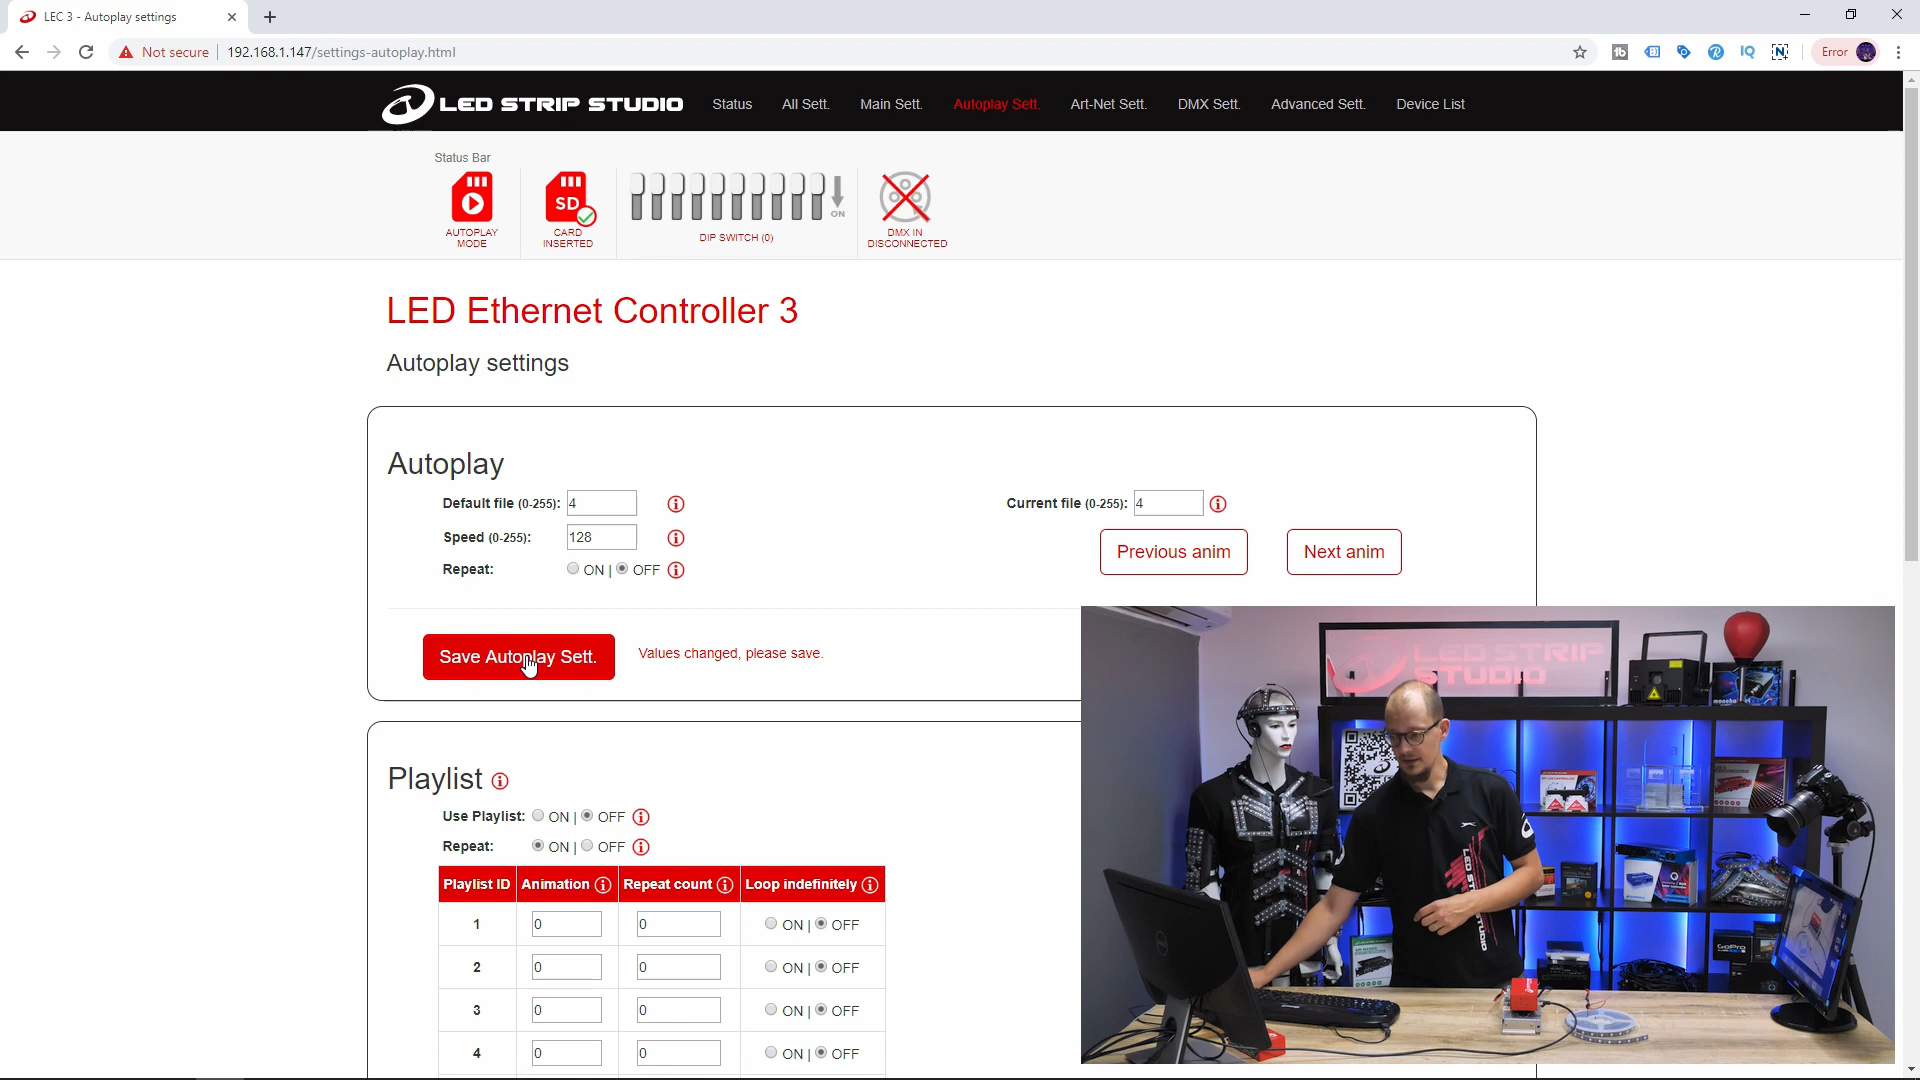 LEC 3 - Autoplay settings
Not secure
192.168.1.147/settings-autoplay.html
Error
LED STRIP STUDIO
Status
All Sett.
Main Sett.
Autoplay Sett.
Art-Net Sett.
DMX Sett.
Advanced Sett.
Device List
Status Bar
AUTOPLAY
MODE
SD
CARD
INSERTED
ON
DIP SWITCH (0)
DMX IN
DISCONNECTED
LED Ethernet Controller 3
Autoplay settings
Autoplay
Default file (0-255): 4
Current file (0-255): 4
Speed (0-255): 128
Previous anim
Next anim
Repeat: ON | OFF
Save Autoplay Sett.
Values changed, please save.
LED STRIP
STUDIO
Playlist
Use Playlist: ON | OFF
Repeat: ON | OFF
Playlist ID Animation Repeat count Loop indefinitely
1 0 0 ON | OFF
2 0 0 ON | OFF
3 0 0 ON | OFF
4 0 0 ON | OFF
GoPro